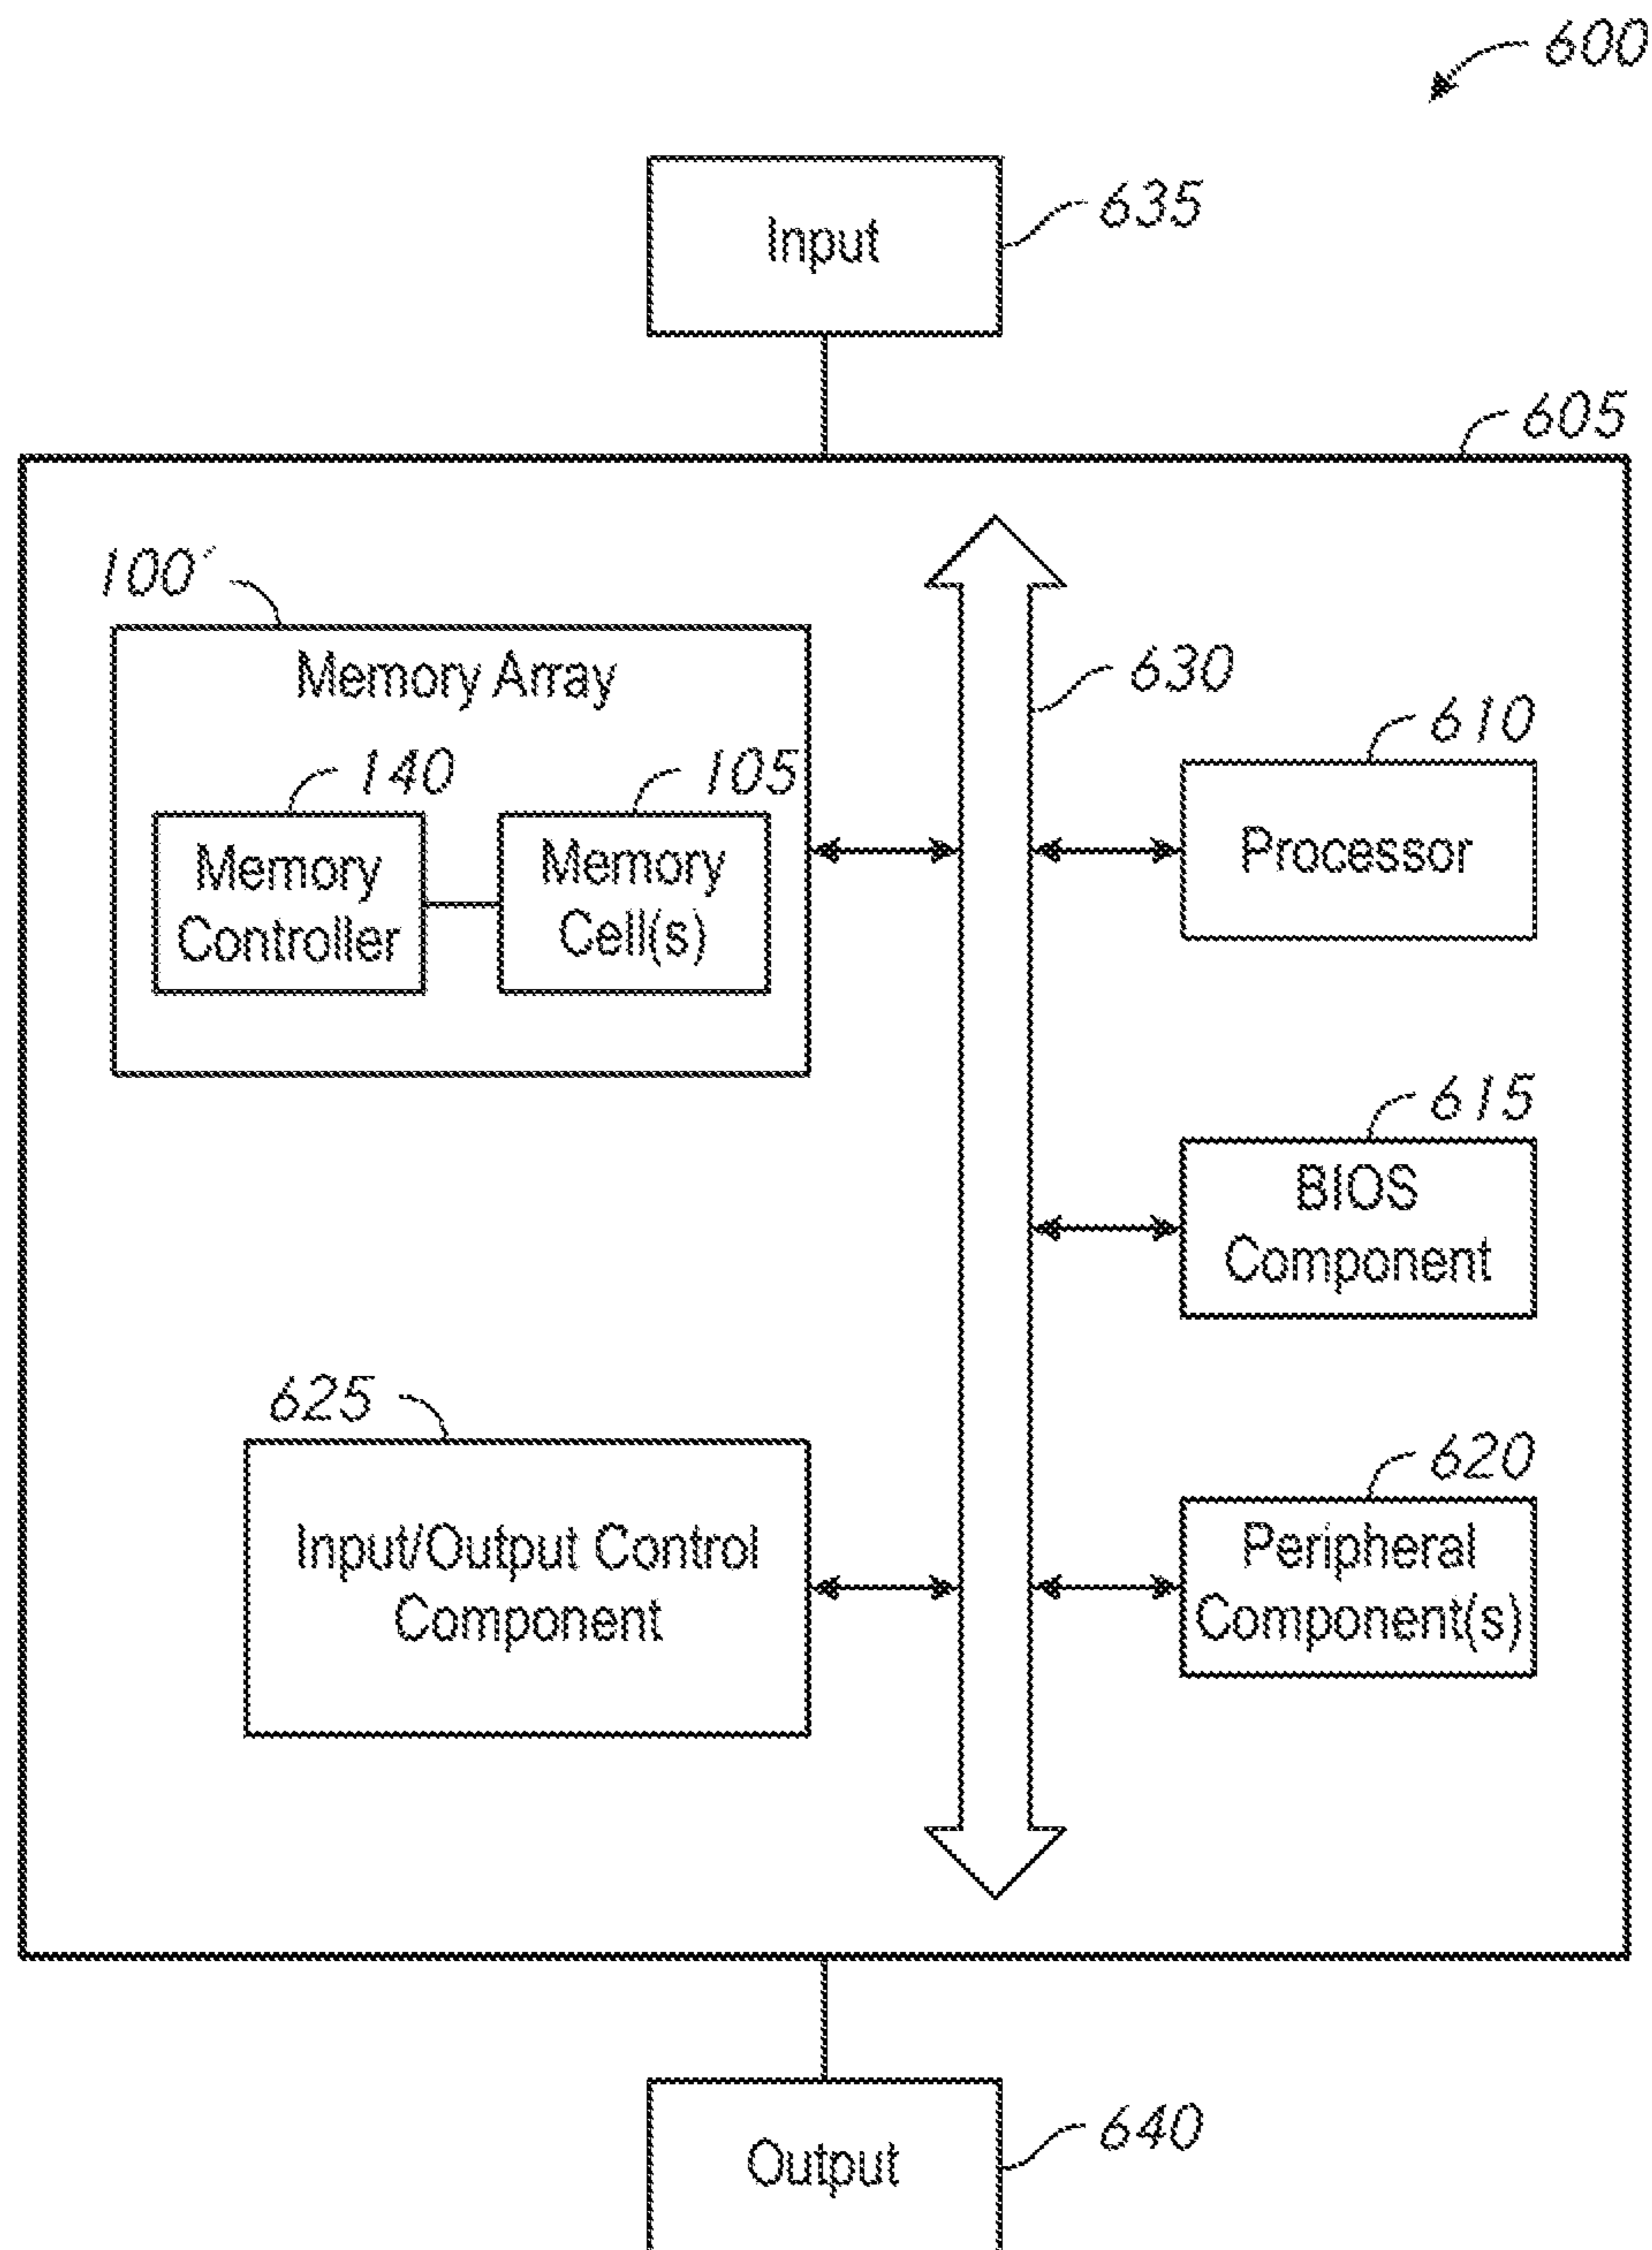 600
Input
635
605
100'
Memory Array
630
610
140
105
Memory
Controller
Memory
Cell(s)
Processor
615
BIOS
Component
625
620
Input/Output Control
Component
Peripheral
Component(s)
Output
640